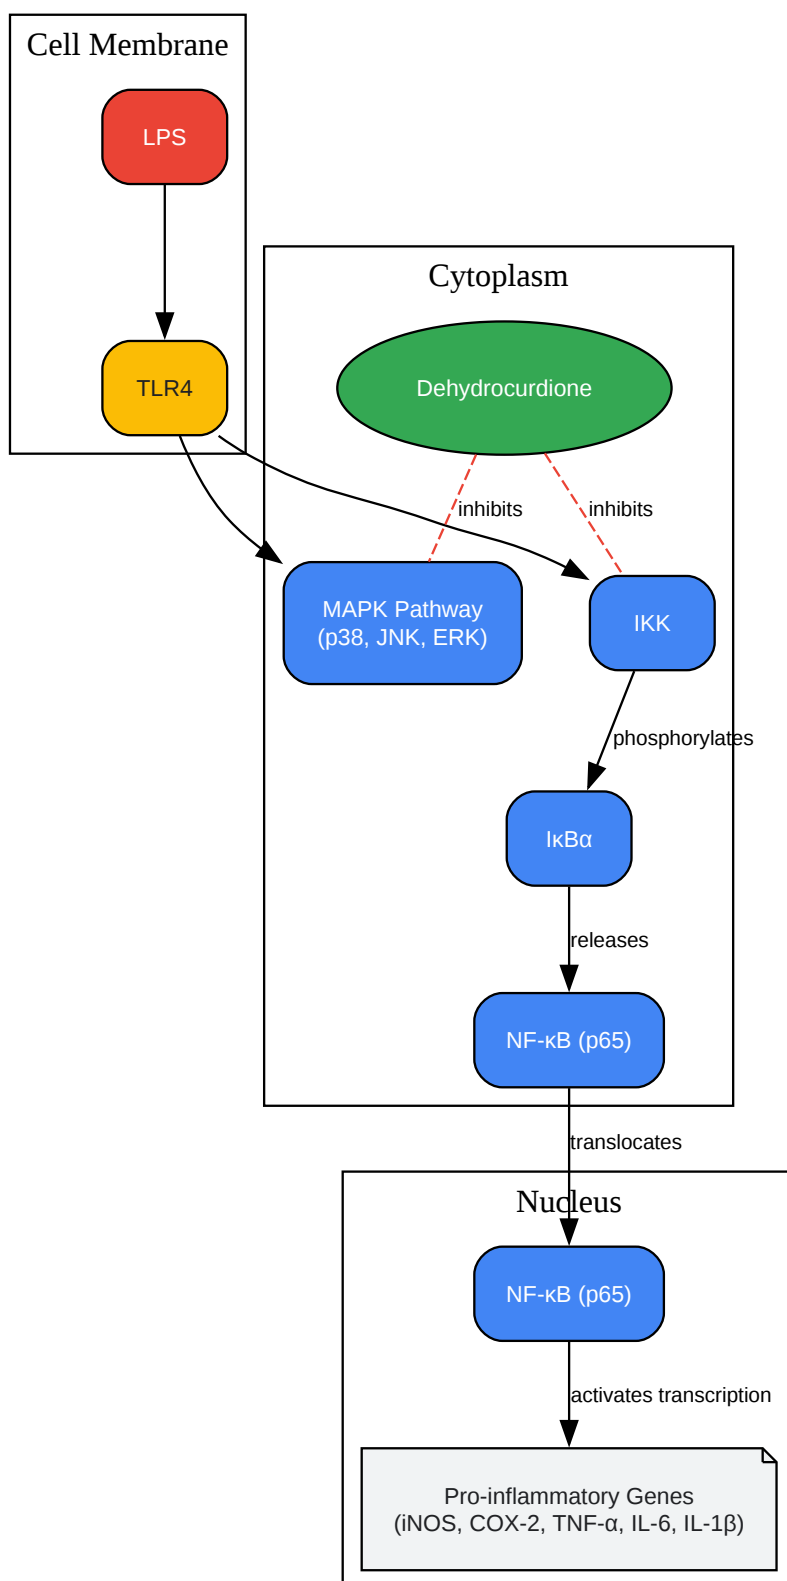 Cell Membrane
LPS
TLR4
Cytoplasm
Dehydrocurdione
inhibits
inhibits
MAPK Pathway
(p38, JNK, ERK)
IKK
phosphorylates
IκBα
releases
NF-κB (p65)
translocates
Nucleus
NF-κB (p65)
activates transcription
Pro-inflammatory Genes
(iNOS, COX-2, TNF-α, IL-6, IL-1β)